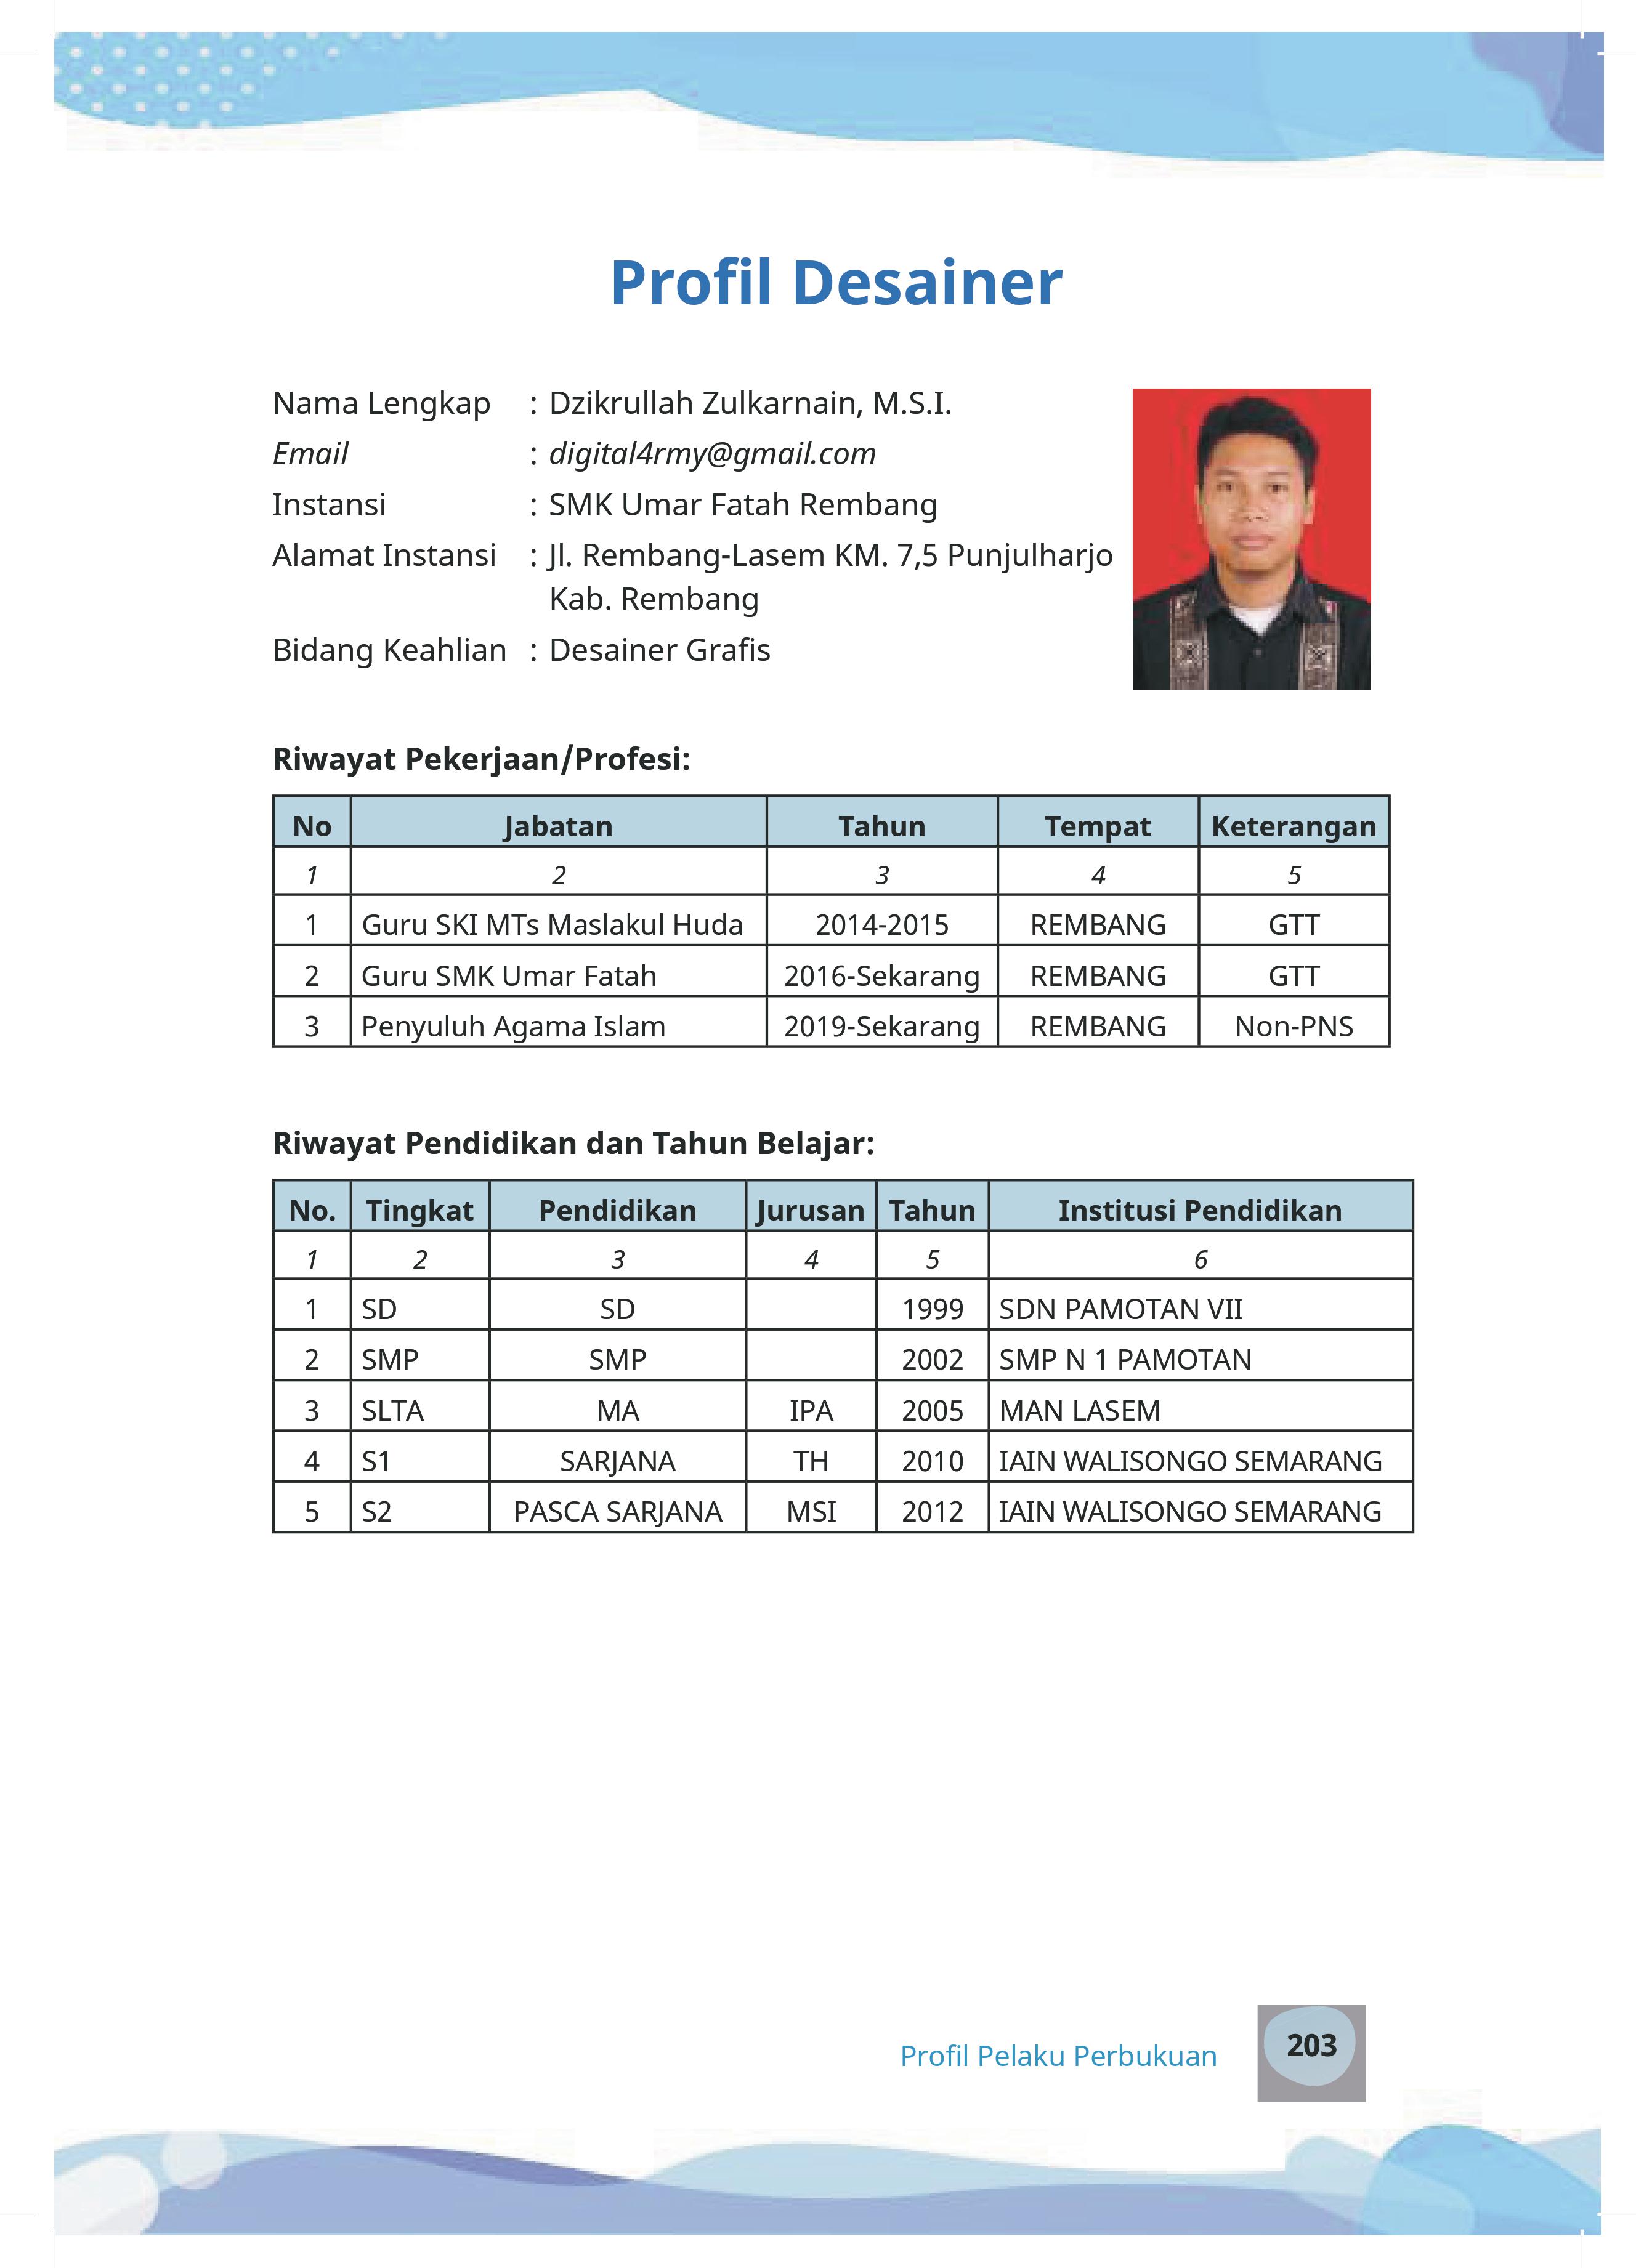 Profil Desainer
Nama Lengkap : Dzikrullah Zulkarnain, M.S.I.
Email : digital4rmy@gmail.com
Instansi : SMK Umar Fatah Rembang
Alamat Instansi : Jl. Rembang-Lasem KM. 7,5 Punjulharjo
Kab. Rembang
Bidang Keahlian : Desainer Grafis
Riwayat Pekerjaan/Profesi:
No Jabatan Tahun Tempat Keterangan
1 2 3 4 5
1 Guru SKI MTs Maslakul Huda 2014-2015 REMBANG GTT
2 Guru SMK Umar Fatah 2016-Sekarang REMBANG GTT
3 Penyuluh Agama Islam 2019-Sekarang REMBANG Non-PNS
Riwayat Pendidikan dan Tahun Belajar:
No. Tingkat Pendidikan Jurusan Tahun Institusi Pendidikan
1 2 3 4 5 6
1 SD SD 1999 SDN PAMOTAN VII
2 SMP SMP 2002 SMP N 1 PAMOTAN
3 SLTA MA IPA 2005 MAN LASEM
4 S1 SARJANA TH 2010 IAIN WALISONGO SEMARANG
5 S2 PASCA SARJANA MSI 2012 IAIN WALISONGO SEMARANG
Profil Pelaku Perbukuan 203